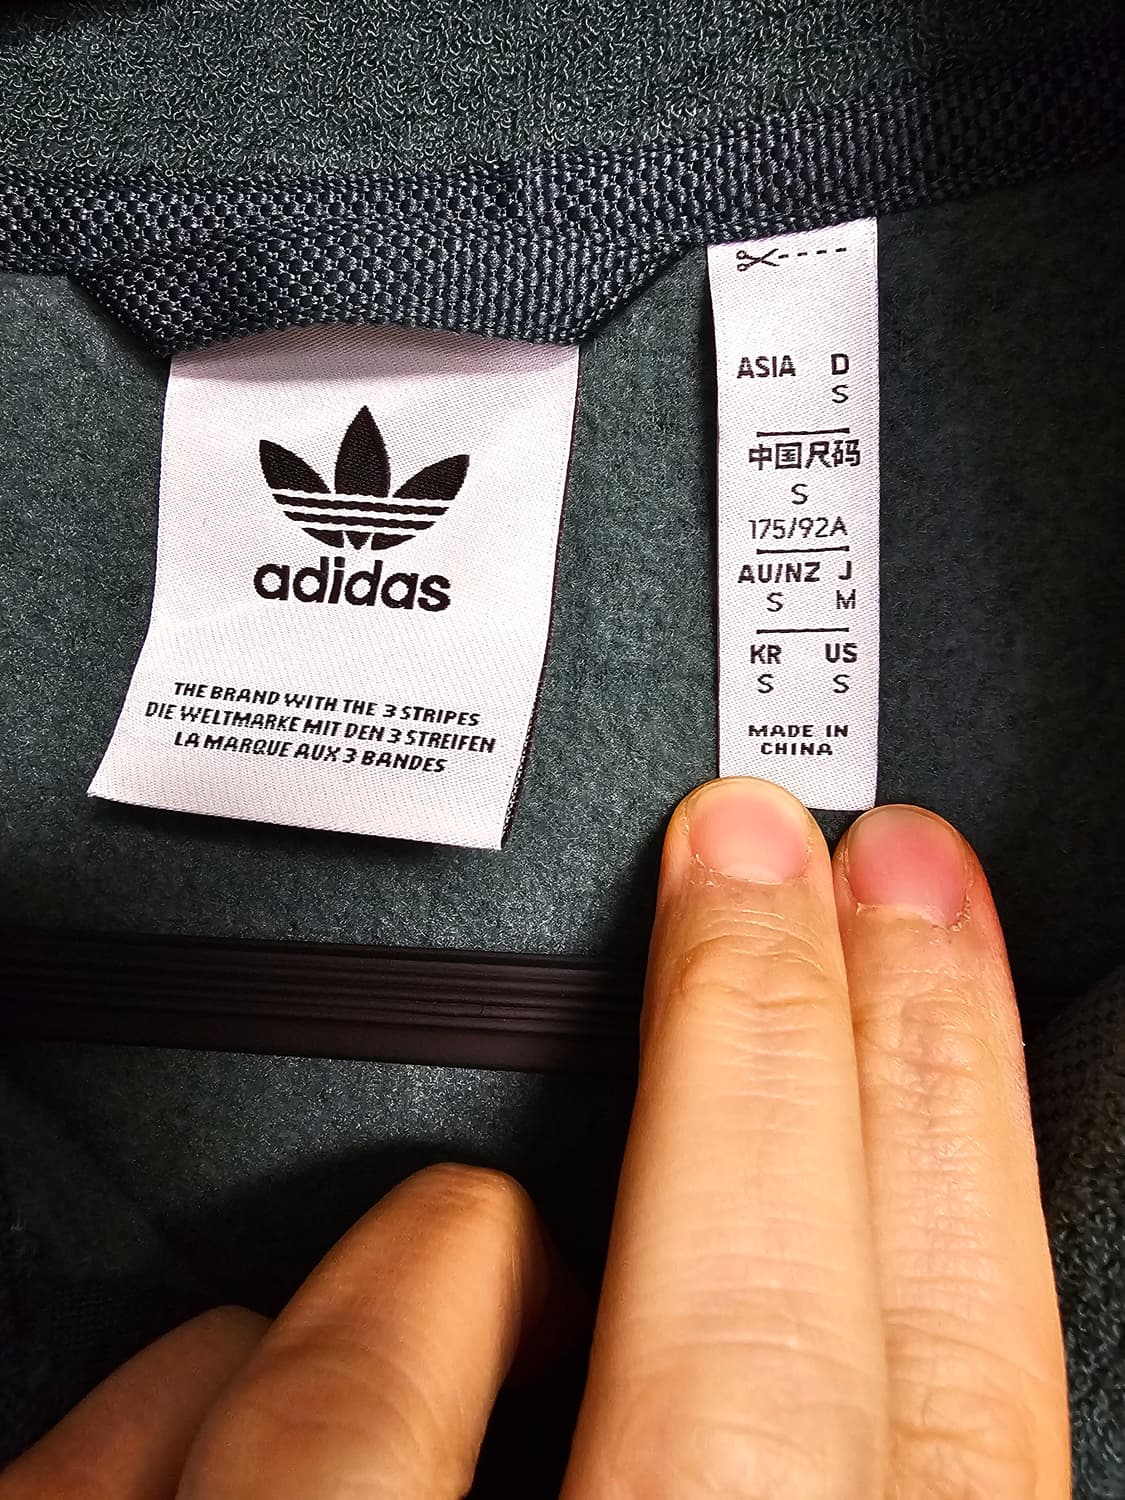 adidas
THE BRAND WITH THE 3 STRIPES
DIE WELTMARKE MIT DEN 3 STREIFEN
LA MARQUE AUX 3 BANDES
ASIA D
S
中国尺码
S
175/92A
AU/NZ J
S M
KR US
S S
MADE IN
CHINA